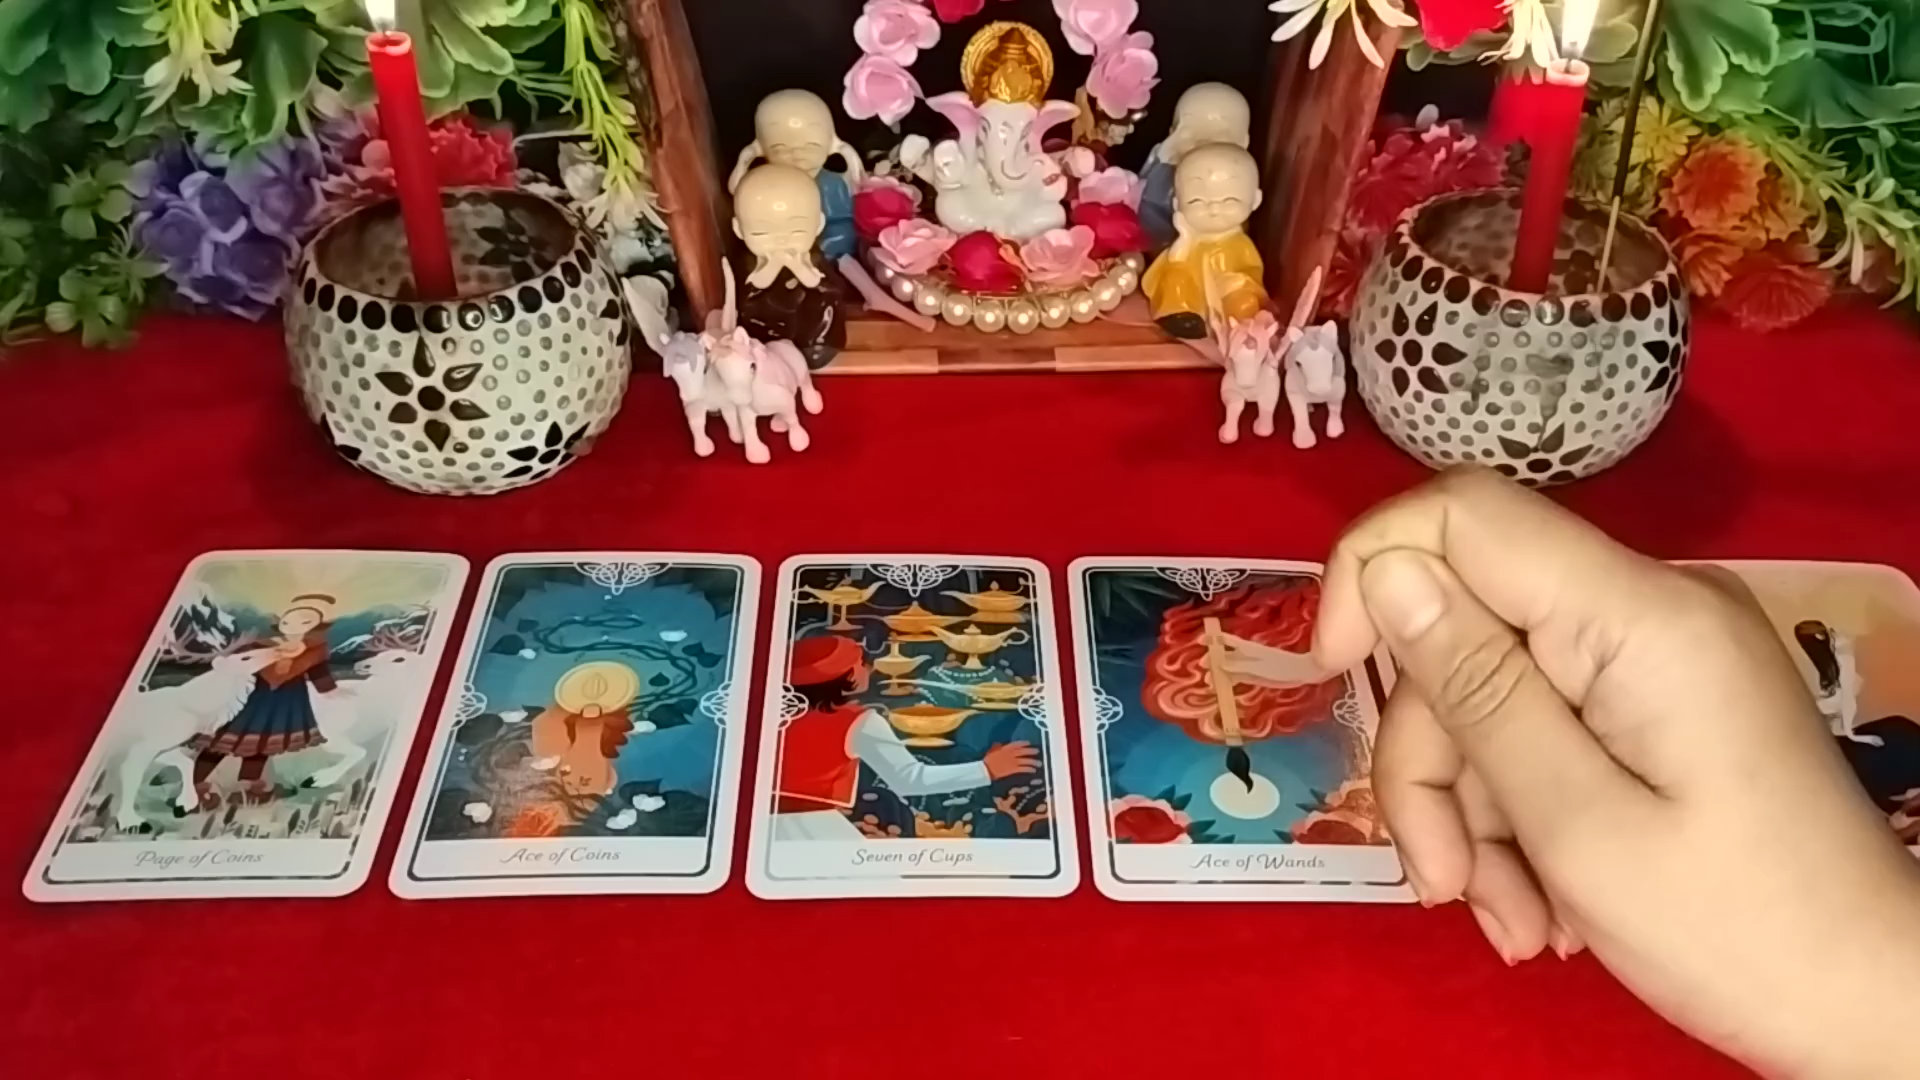 Page of Coins
Ace of Coins
Seven of Cups
Ace of Wands